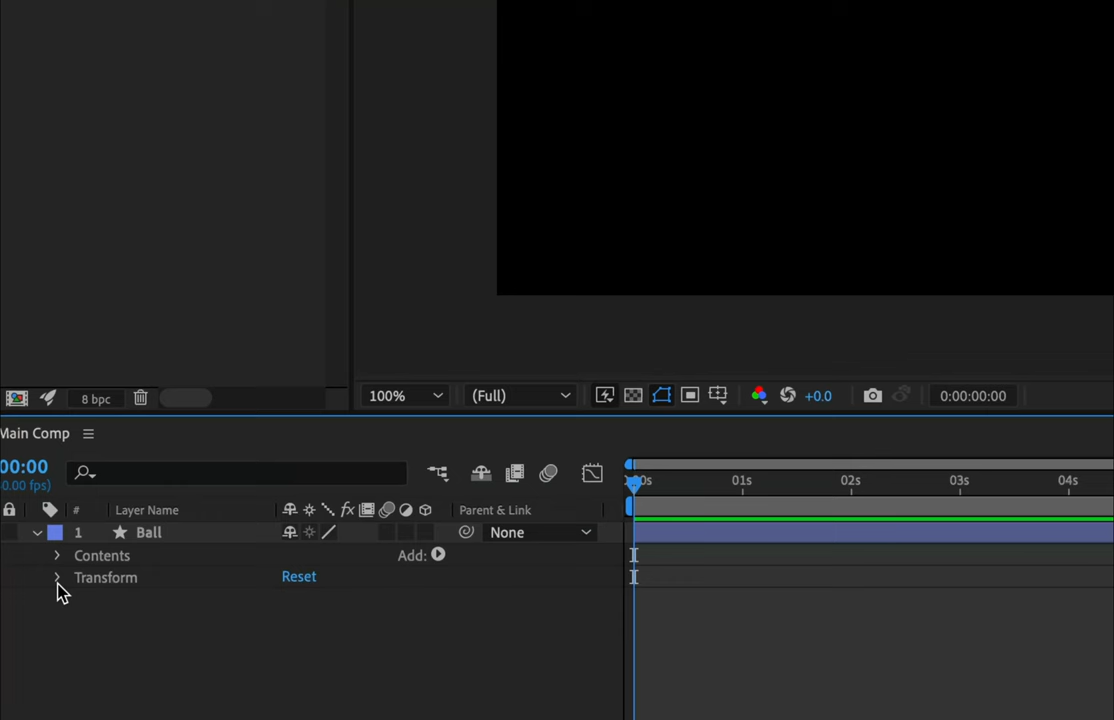 8 bpc
100%
(Full)
+0.0
0:00:00:00
Main Comp
00:00
0.00 fps)
01s
02s
03s
04s
#
Layer Name
fx
Parent & Link
1
Ball
None
Contents
Add:
Transform
Reset